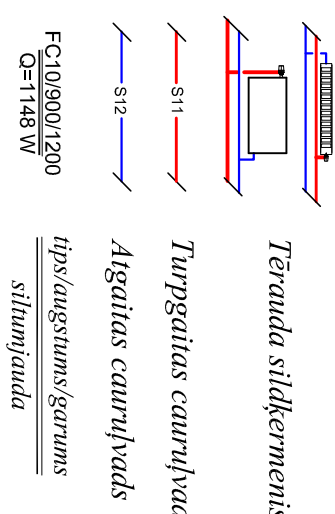 Tērauda sildķermenis
S11
Turpgaitas cauruļvad
S12
Atgaitas cauruļvads
FC10/900/1200
Q=1148 W
tips/augstums/garums
siltumjauda